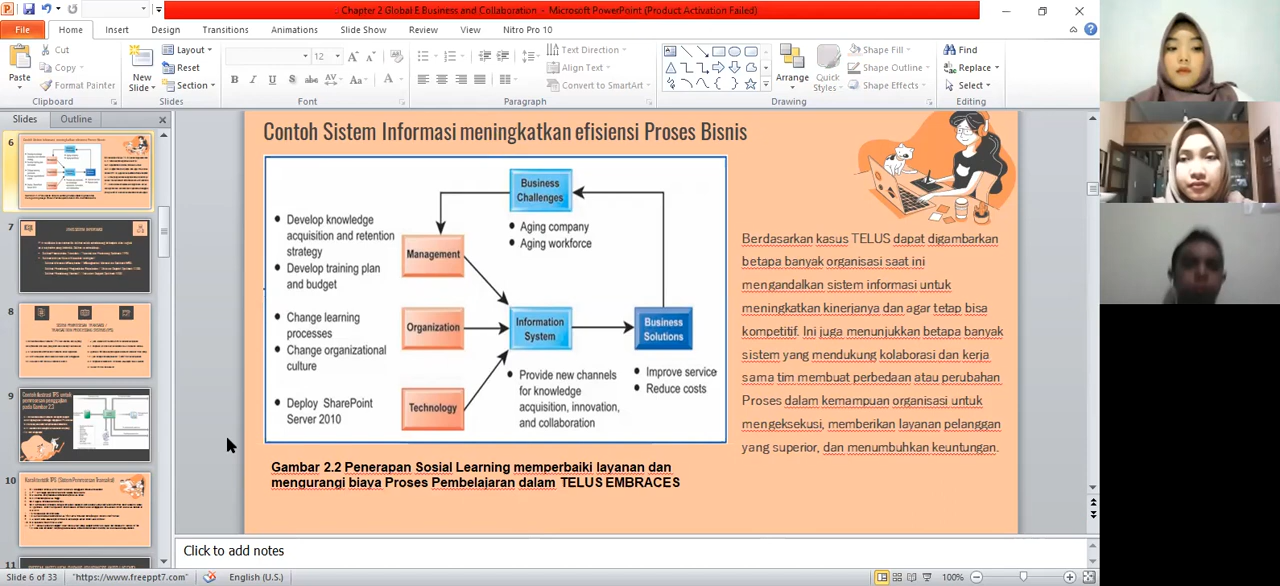 Chapter 2 Global E Business and Collaboration - Microsoft PowerPoint (Product Activation Failed)
File Home Insert Design Transitions Animations Slide Show Review View Nitro Pro 10
Paste
Cut
Copy
Format Painter
Clipboard
New
Slide
Layout
Reset
Section
Slides
12
Font
Text Direction
Align Text
Convert to SmartArt
Paragraph
Arrange
Quick
Styles
Shape Fill
Shape Outline
Shape Effects
Drawing
Find
Replace
Select
Editing
Slides Outline
6
7
8
9
10
11
Contoh Sistem Informasi meningkatkan efisiensi Proses Bisnis
Business
Challenges
• Aging company
• Aging workforce
• Develop knowledge
acquisition and retention
strategy
• Develop training plan
and budget
Management
• Change learning
processes
• Change organizational
culture
Organization
• Deploy SharePoint
Server 2010
Technology
Information
System
• Provide new channels
for knowledge
acquisition, innovation,
and collaboration
Business
Solutions
• Improve service
• Reduce costs
Gambar 2.2 Penerapan Sosial Learning memperbaiki layanan dan
mengurangi biaya Proses Pembelajaran dalam TELUS EMBRACES
Berdasarkan kasus TELUS dapat digambarkan
betapa banyak organisasi saat ini
mengandalkan sistem informasi untuk
meningkatkan kinerjanya dan agar tetap bisa
kompetitif. Ini juga menunjukkan betapa banyak
sistem yang mendukung kolaborasi dan kerja
sama tim membuat perbedaan atau perubahan
Proses dalam kemampuan organisasi untuk
mengeksekusi, memberikan layanan pelanggan
yang superior, dan menumbuhkan keuntungan.
Click to add notes
Slide 6 of 33 "https://www.freeppt7.com" English (U.S.) 100%